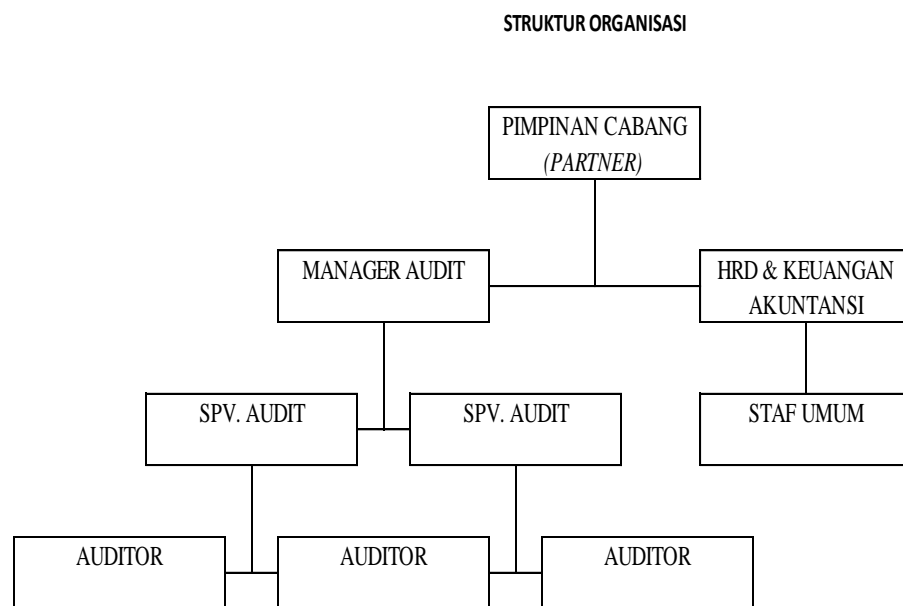 STRUKTUR ORGANISASI
PIMPINAN CABANG
(PARTNER)
MANAGER AUDIT
HRD & KEUANGAN
AKUNTANSI
SPV. AUDIT
SPV. AUDIT
STAF UMUM
AUDITOR
AUDITOR
AUDITOR